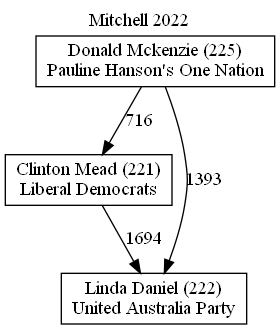 Mitchell 2022
Donald Mckenzie (225)
Pauline Hanson's One Nation
716
Clinton Mead (221)
Liberal Democrats
1393
1694
Linda Daniel (222)
United Australia Party